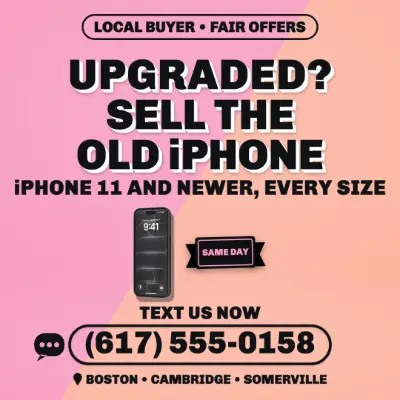 LOCAL BUYER • FAIR OFFERS
UPGRADED?
SELL THE
OLD iPHONE
iPHONE 11 AND NEWER, EVERY SIZE
9:41
SAME DAY
TEXT US NOW
(617) 555-0158
BOSTON • CAMBRIDGE • SOMERVILLE